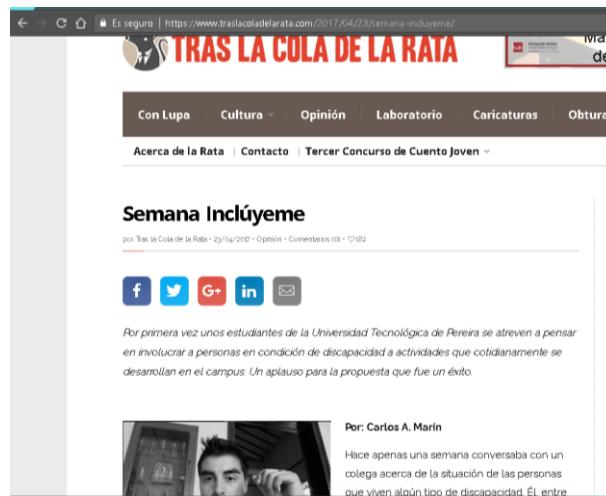 Es seguro | https://www.traslacoladelarata.com/2017/04/23/semana-incluyeme/
TRAS LA COLA DE LA RATA
Con Lupa Cultura Opinión Laboratorio Caricaturas Obtura
Acerca de la Rata | Contacto | Tercer Concurso de Cuento Joven
Semana Inclúyeme
por Tras la Cola de la Rata • 23/04/2017 • Opinión • Comentarios (0) • 182
f G+ in
Por primera vez unos estudiantes de la Universidad Tecnológica de Pereira se atreven a pensar
en involucrar a personas en condición de discapacidad a actividades que cotidianamente se
desarrollan en el campus. Un aplauso para la propuesta que fue un éxito.
Por: Carlos A. Marín
Hace apenas una semana conversaba con un
colega acerca de la situación de las personas
que viven algún tipo de discapacidad. Él, entre